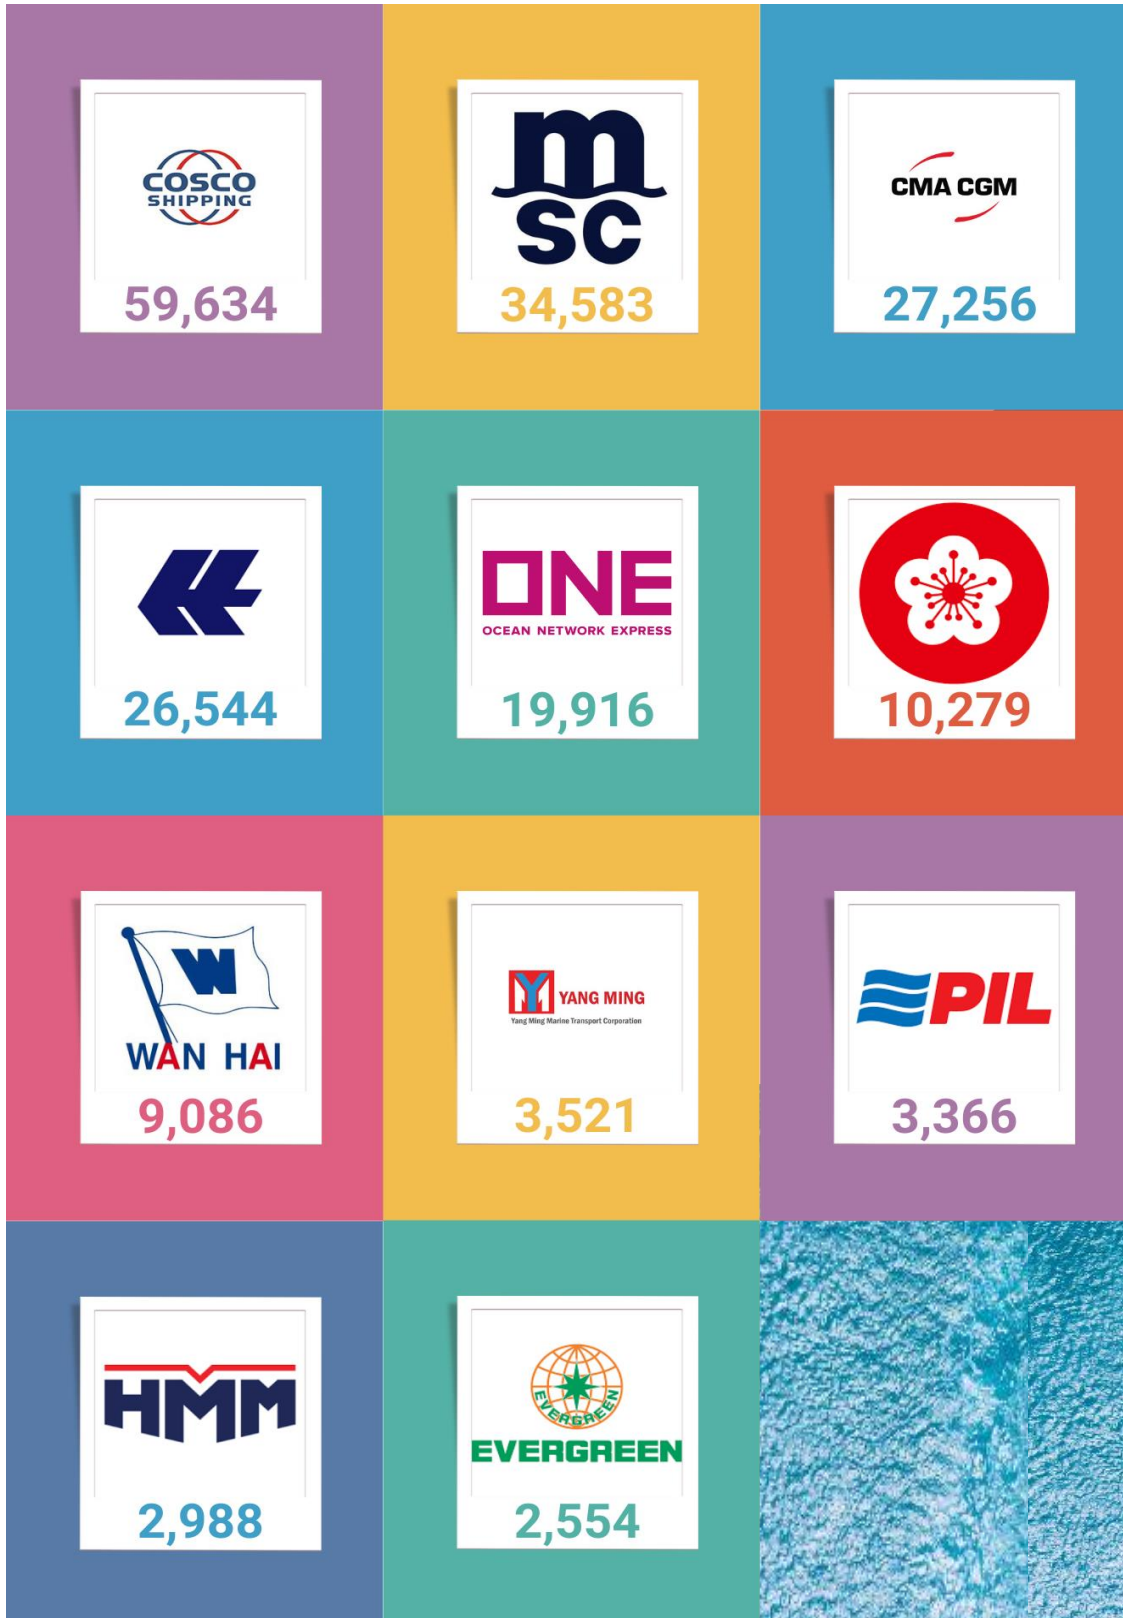 COSCO
SHIPPING
59,634
m
sc
34,583
CMA CGM
27,256
26,544
ONE
OCEAN NETWORK EXPRESS
19,916
10,279
W
WAN HAI
9,086
YM YANG MING
Yang Ming Marine Transport Corporation
3,521
PIL
3,366
HMM
2,988
EVERGREEN
EVERGREEN
2,554